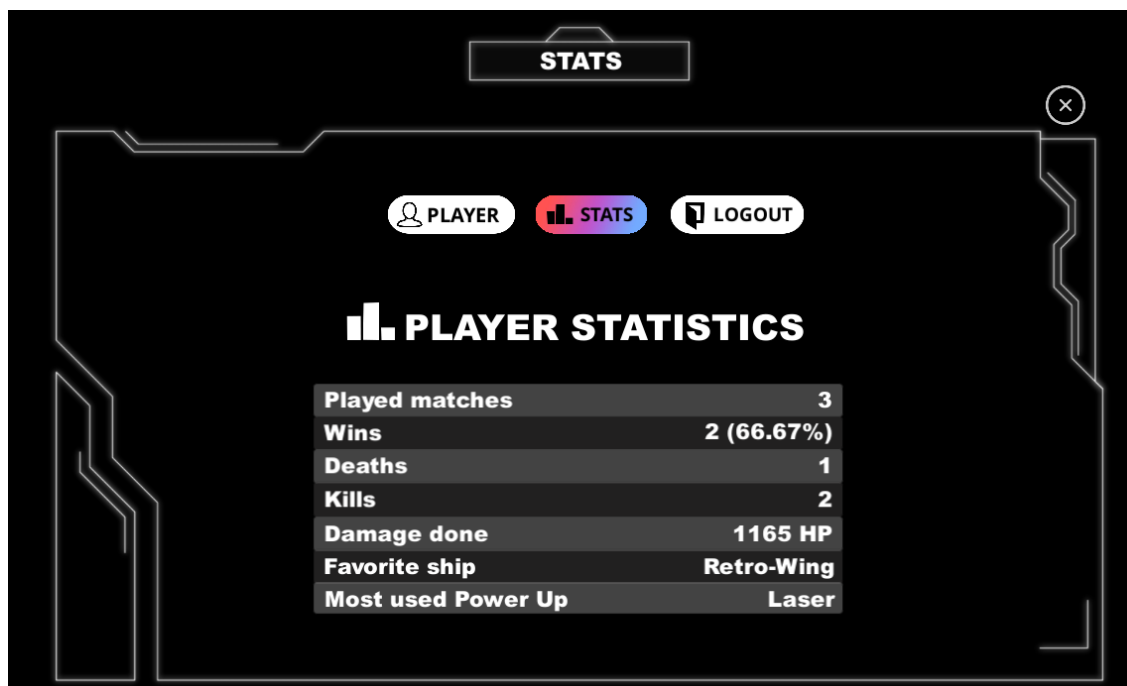 STATS
PLAYER STATS LOGOUT
PLAYER STATISTICS
Played matches 3
Wins 2 (66.67%)
Deaths 1
Kills 2
Damage done 1165 HP
Favorite ship Retro-Wing
Most used Power Up Laser